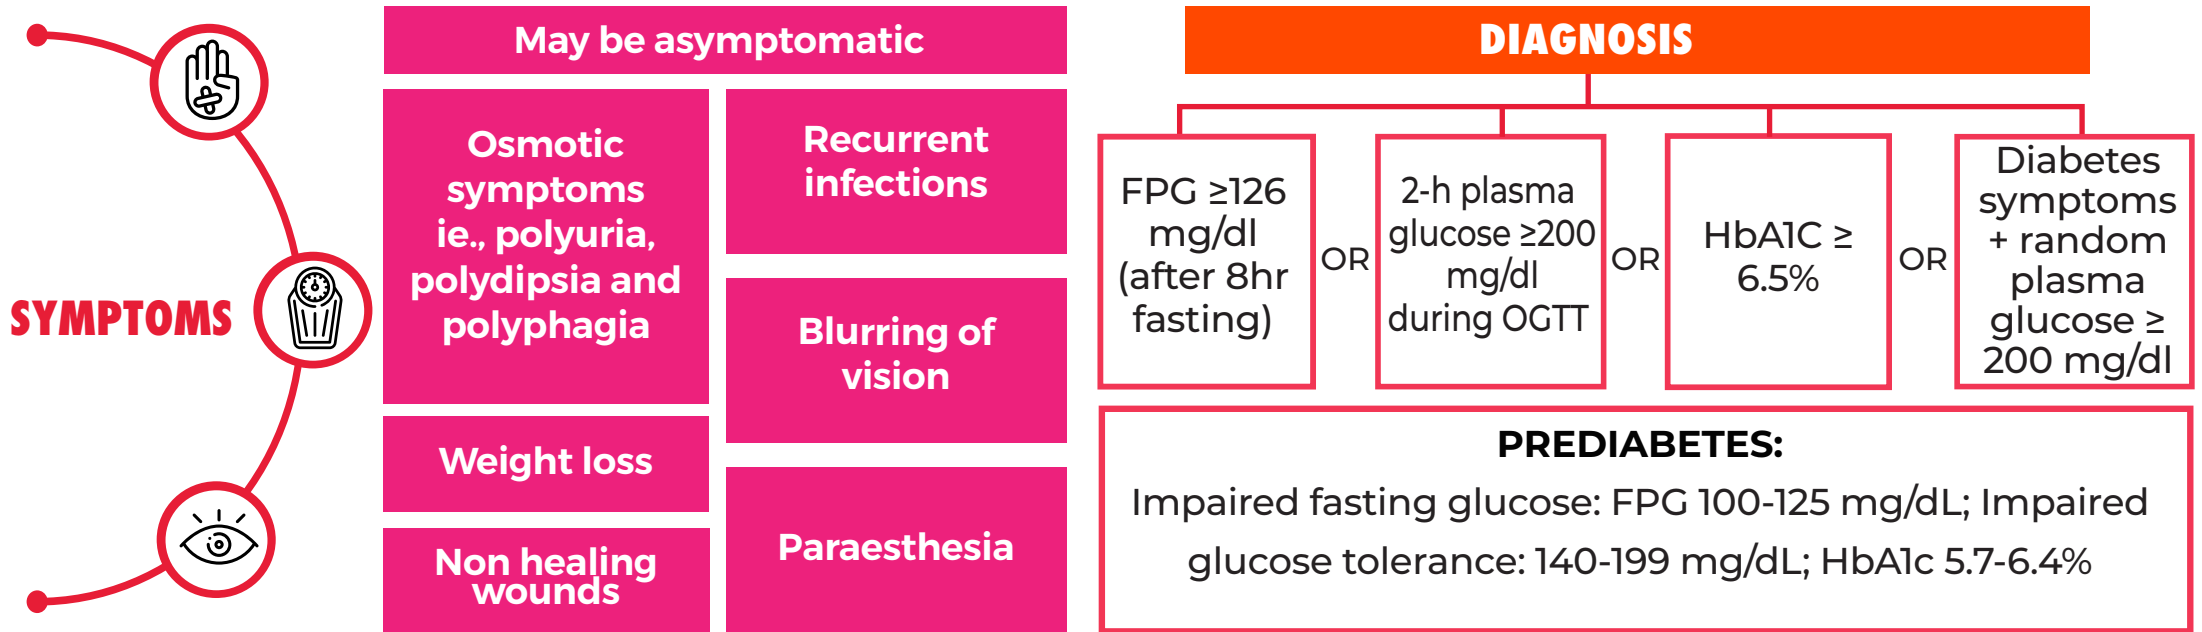 SYMPTOMS
May be asymptomatic
Osmotic
symptoms
ie., polyuria,
polydipsia and
polyphagia
Weight loss
Non healing
wounds
Recurrent
infections
Blurring of
vision
Paraesthesia
DIAGNOSIS
FPG ≥126
mg/dl
(after 8hr
fasting)
OR
2-h plasma
glucose ≥200
mg/dl
during OGTT
OR
HbA1C ≥
6.5%
OR
Diabetes
symptoms
+ random
plasma
glucose ≥
200 mg/dl
PREDIABETES:
Impaired fasting glucose: FPG 100-125 mg/dL; Impaired
glucose tolerance: 140-199 mg/dL; HbA1c 5.7-6.4%